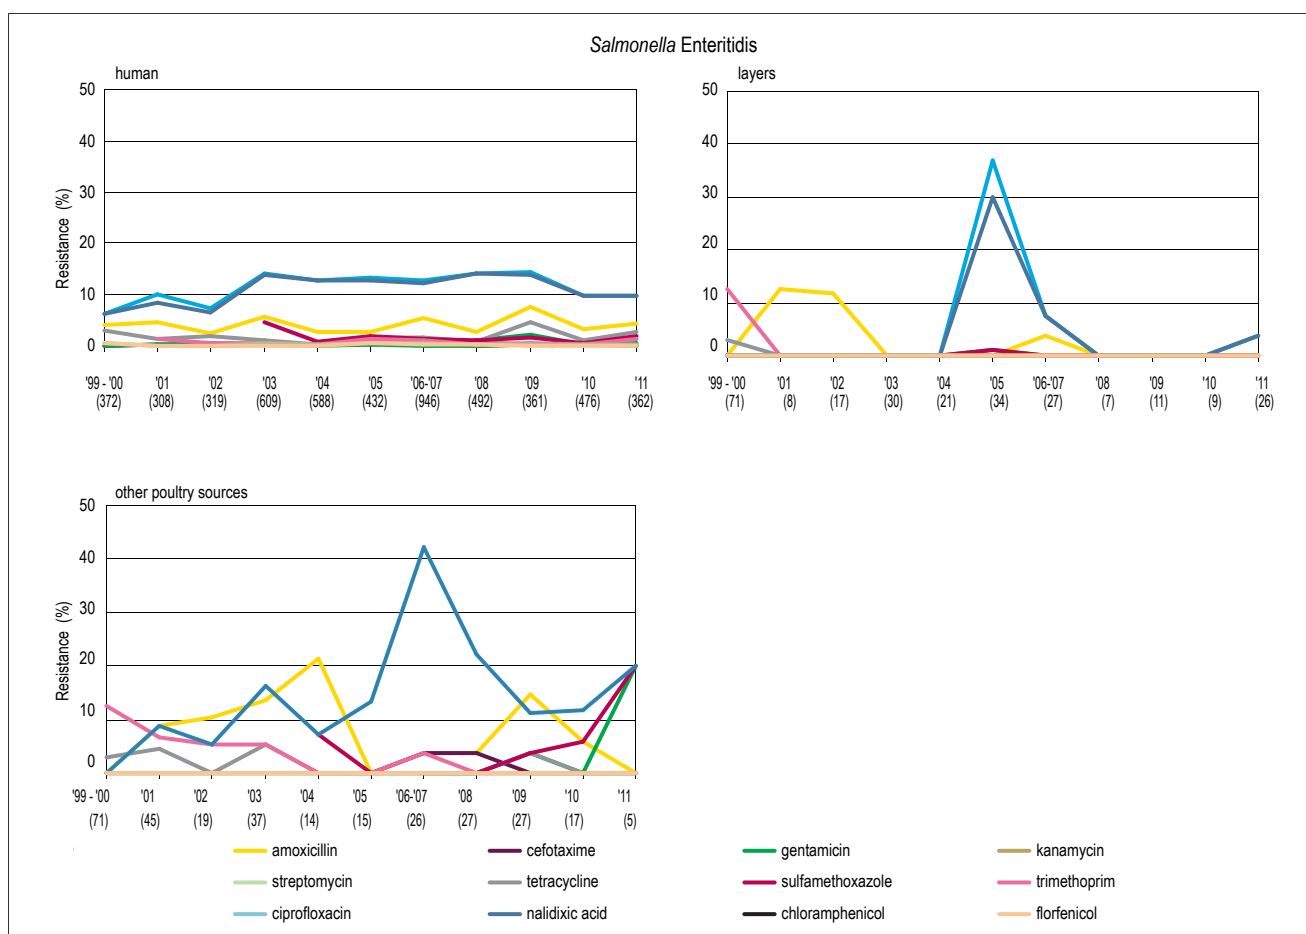 Salmonella Enteritidis
human
50
40
30
20
10
0
Resistance (%)
'99 - '00 '01 '02 '03 '04 '05 '06-'07 '08 '09 '10 '11
(372) (308) (319) (609) (588) (432) (946) (492) (361) (476) (362)
layers
50
40
30
20
10
0
'99 - '00 '01 '02 '03 '04 '05 '06-'07 '08 '09 '10 '11
(71) (8) (17) (30) (21) (34) (27) (7) (11) (9) (26)
other poultry sources
50
40
30
20
10
0
Resistance (%)
'99 - '00 '01 '02 '03 '04 '05 '06-'07 '08 '09 '10 '11
(71) (45) (19) (37) (14) (15) (26) (27) (27) (17) (5)
amoxicillin cefotaxime gentamicin kanamycin
streptomycin tetracycline sulfamethoxazole trimethoprim
ciprofloxacin nalidixic acid chloramphenicol florfenicol